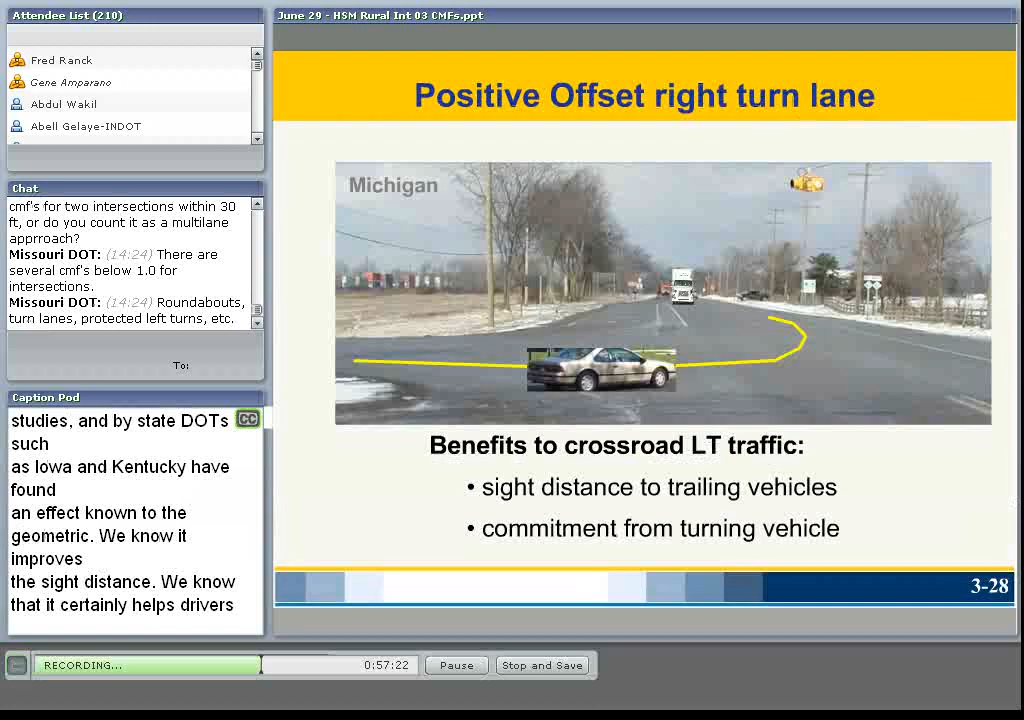 Attendee List (210)
Fred Ranck
Gene Amparano
Abdul Wakil
Abell Gelaye-INDOT
Chat
cmf's for two intersections within 30
ft, or do you count it as a multilane
apprroach?
Missouri DOT: (14:24) There are
several cmf's below 1.0 for
intersections.
Missouri DOT: (14:24) Roundabouts,
turn lanes, protected left turns, etc.
To:
Caption Pod
studies, and by state DOTs
CC
such
as Iowa and Kentucky have
found
an effect known to the
geometric. We know it
improves
the sight distance. We know
that it certainly helps drivers
June 29 - HSM Rural Int 03 CMFs.ppt
Positive Offset right turn lane
Michigan
Benefits to crossroad LT traffic:
• sight distance to trailing vehicles
• commitment from turning vehicle
3-28
RECORDING...
0:57:22
Pause
Stop and Save